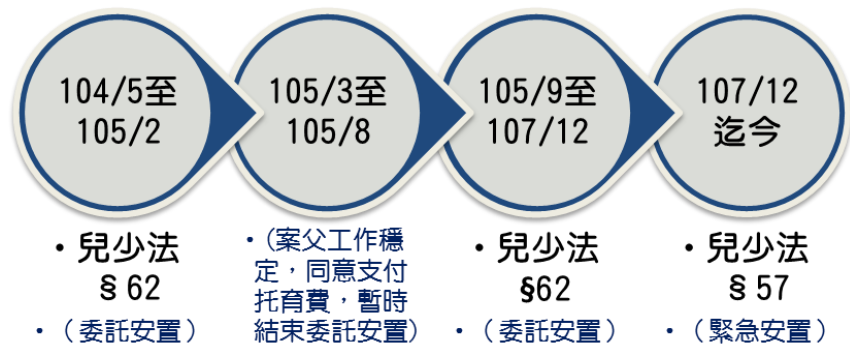 104/5至
105/2
105/3至
105/8
105/9至
107/12
107/12
迄今
• 兒少法
§ 62
• （委託安置）
• (案父工作穩
定，同意支付
托育費，暫時
結束委託安置)
• 兒少法
§62
• （委託安置）
• 兒少法
§ 57
• （緊急安置）